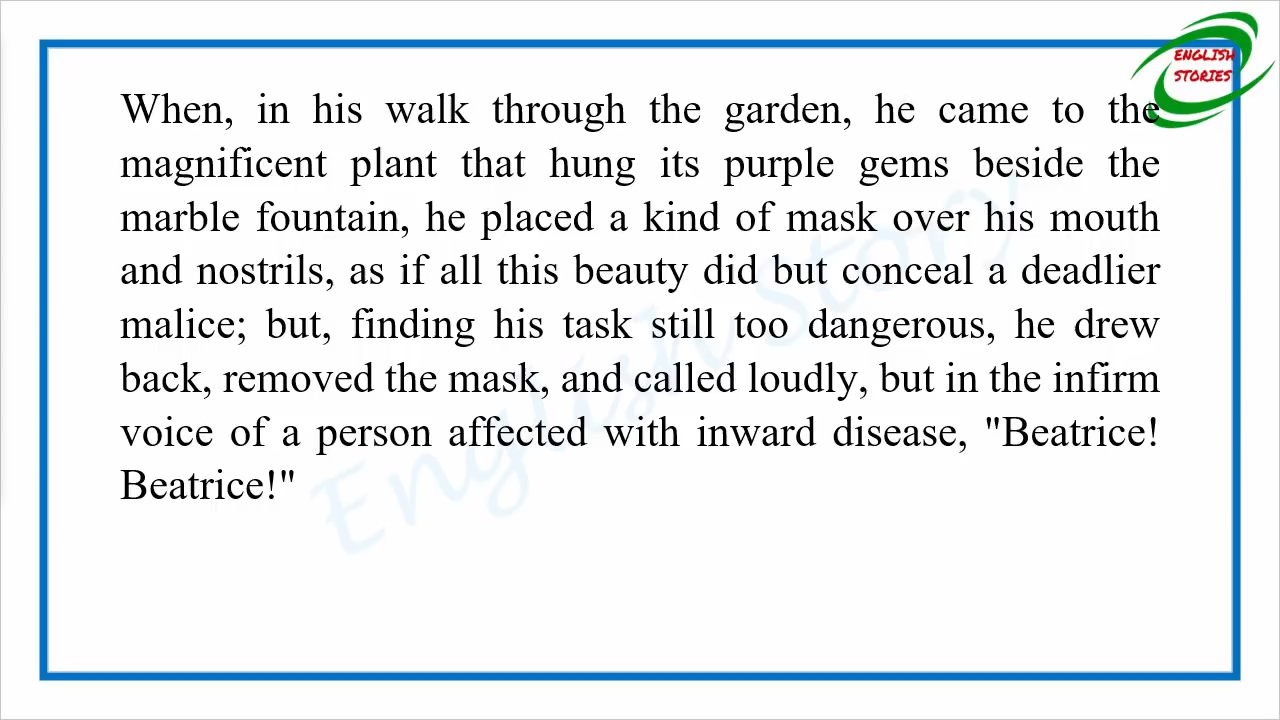 ENGLISH
STORIES
When, in his walk through the garden, he came to the
magnificent plant that hung its purple gems beside the
marble fountain, he placed a kind of mask over his mouth
and nostrils, as if all this beauty did but conceal a deadlier
malice; but, finding his task still too dangerous, he drew
back, removed the mask, and called loudly, but in the infirm
voice of a person affected with inward disease, "Beatrice!
Beatrice!"
English Story